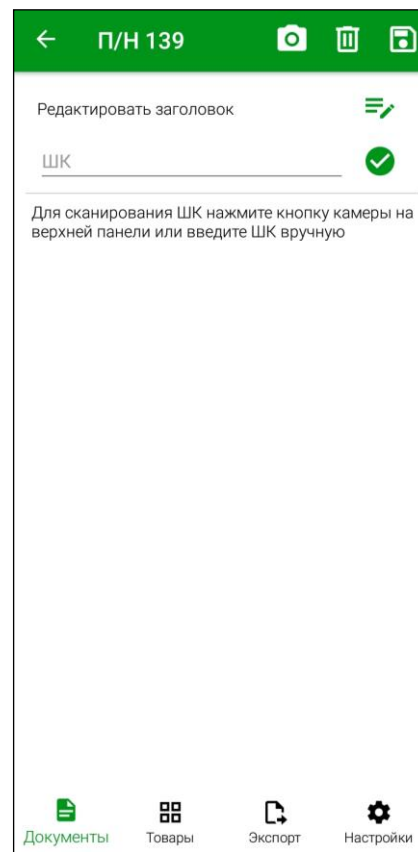 П/Н 139
Редактировать заголовок
ШК
Для сканирования ШК нажмите кнопку камеры на
верхней панели или введите ШК вручную
Документы Товары Экспорт Настройки